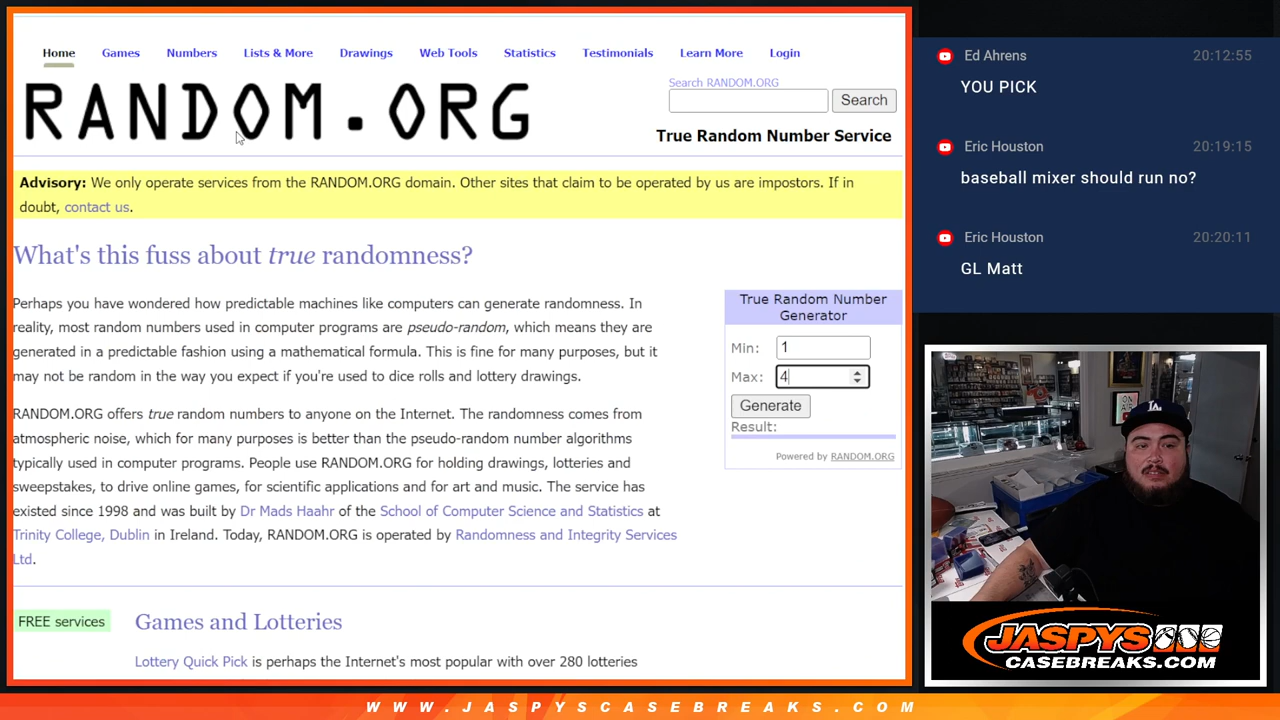 Home Games Numbers Lists & More Drawings Web Tools Statistics Testimonials Learn More Login
RANDOM.ORG
Search RANDOM.ORG
Search
True Random Number Service
Advisory: We only operate services from the RANDOM.ORG domain. Other sites that claim to be operated by us are impostors. If in
doubt, contact us.
What's this fuss about true randomness?
Perhaps you have wondered how predictable machines like computers can generate randomness. In
reality, most random numbers used in computer programs are pseudo-random, which means they are
generated in a predictable fashion using a mathematical formula. This is fine for many purposes, but it
may not be random in the way you expect if you're used to dice rolls and lottery drawings.
RANDOM.ORG offers true random numbers to anyone on the Internet. The randomness comes from
atmospheric noise, which for many purposes is better than the pseudo-random number algorithms
typically used in computer programs. People use RANDOM.ORG for holding drawings, lotteries and
sweepstakes, to drive online games, for scientific applications and for art and music. The service has
existed since 1998 and was built by Dr Mads Haahr of the School of Computer Science and Statistics at
Trinity College, Dublin in Ireland. Today, RANDOM.ORG is operated by Randomness and Integrity Services
Ltd.
True Random Number
Generator
Min: 1
Max: 4
Generate
Result:
Powered by RANDOM.ORG
FREE services
Games and Lotteries
Lottery Quick Pick is perhaps the Internet's most popular with over 280 lotteries
Ed Ahrens 20:12:55
YOU PICK
Eric Houston 20:19:15
baseball mixer should run no?
Eric Houston 20:20:11
GL Matt
ON
AIR
LA
JASPYS
CASEBREAKS.COM
WWW.JASPYSCASEBREAKS.COM